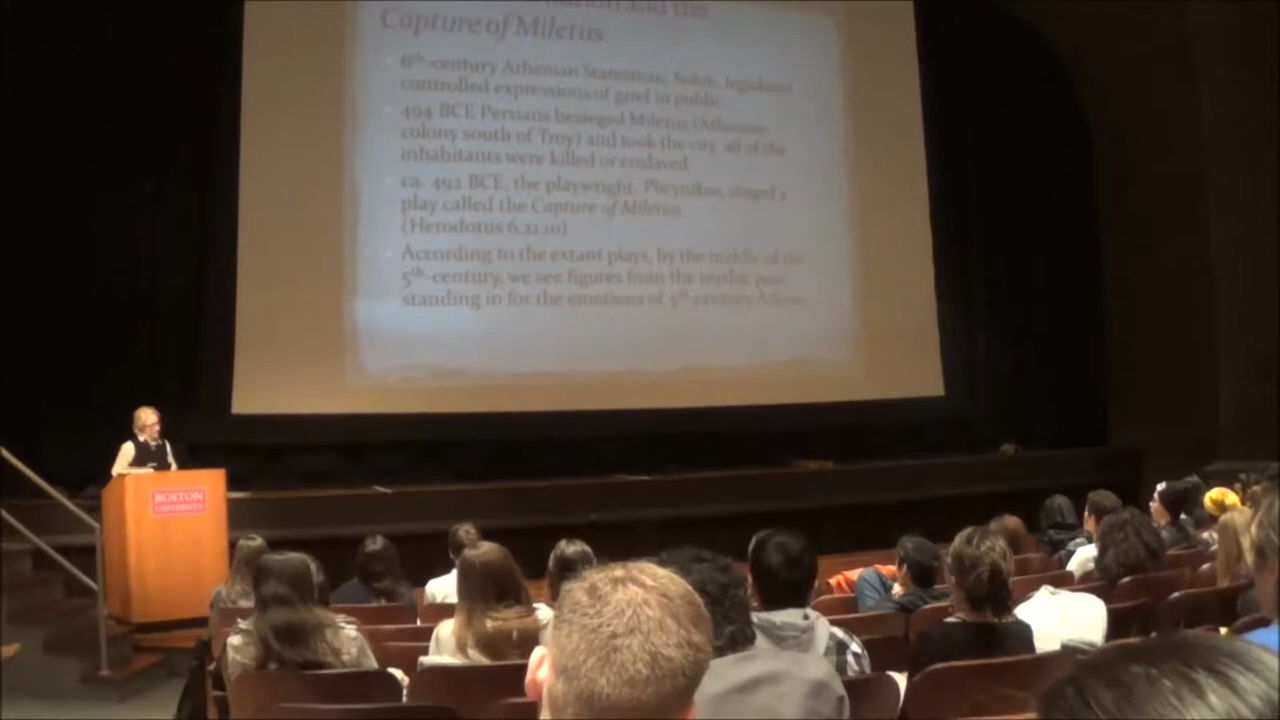 and the
Capture of Miletus
6th-century Athenian Statesman, Solon, legislated
controlled expressions of grief in public
494 BCE Persians besieged Miletus (Athenian
colony south of Troy) and took the city, all of the
inhabitants were killed or enslaved
ca. 492 BCE, the playwright, Phrynikos, staged a
play called the Capture of Miletus
(Herodotus 6.21.10)
According to the extant plays, by the middle of the
5th-century, we see figures from the mythic past
standing in for the emotions of 5th-century Athens
BOSTON
UNIVERSITY